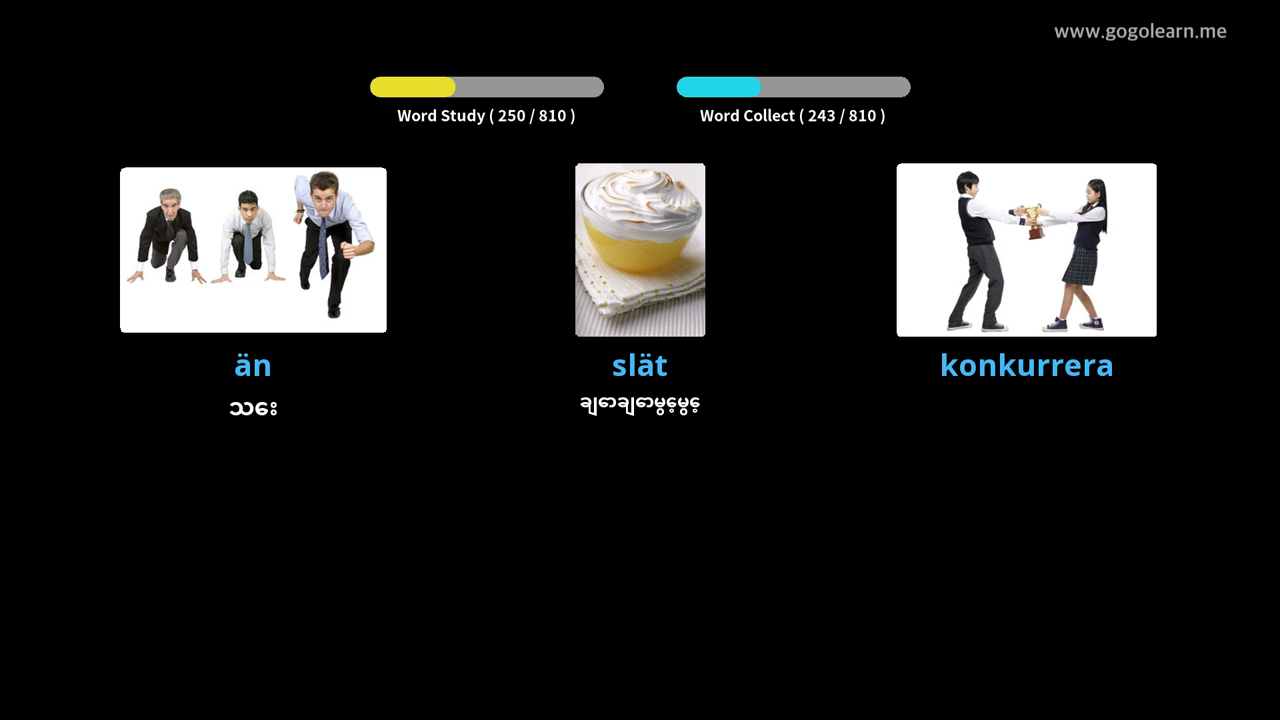 www.gogolearn.me
Word Study ( 250 / 810 )
Word Collect ( 243 / 810 )
än
slät
konkurrera
သေး
ချောချောမွေ့မွေ့